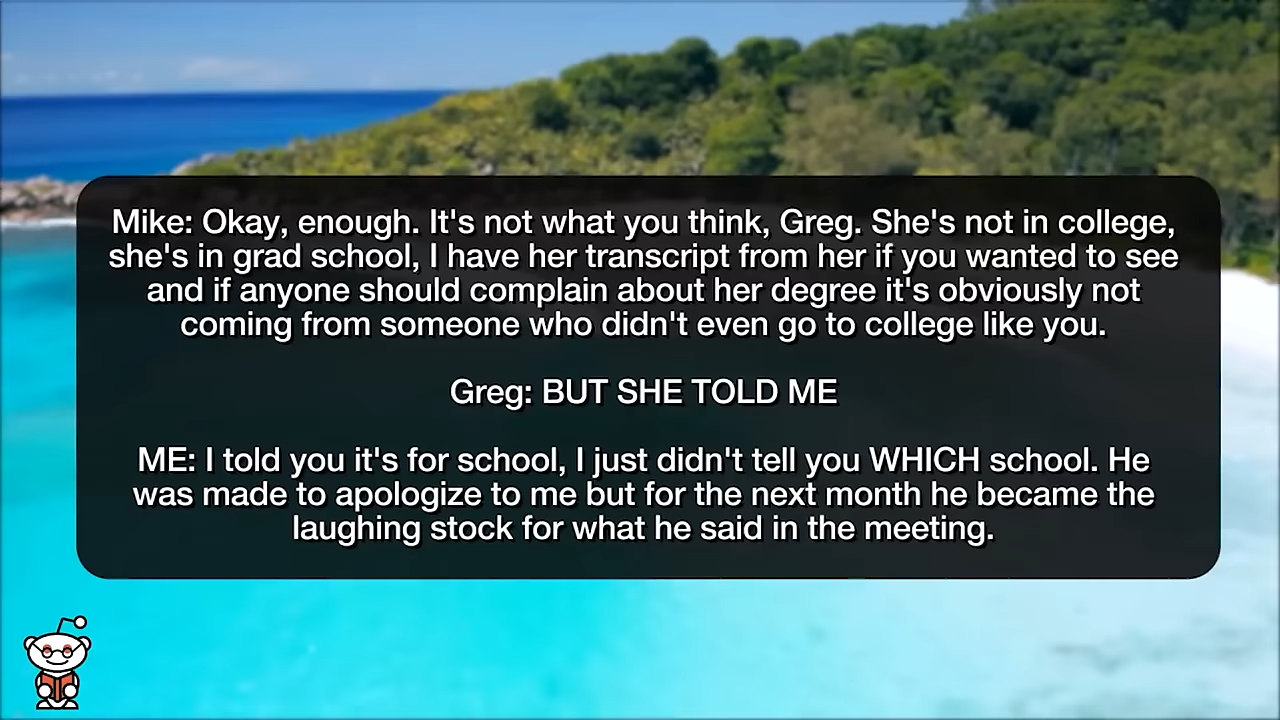 Mike: Okay, enough. It's not what you think, Greg. She's not in college,
she's in grad school, I have her transcript from her if you wanted to see
and if anyone should complain about her degree it's obviously not
coming from someone who didn't even go to college like you.
Greg: BUT SHE TOLD ME
ME: I told you it's for school, I just didn't tell you WHICH school. He
was made to apologize to me but for the next month he became the
laughing stock for what he said in the meeting.